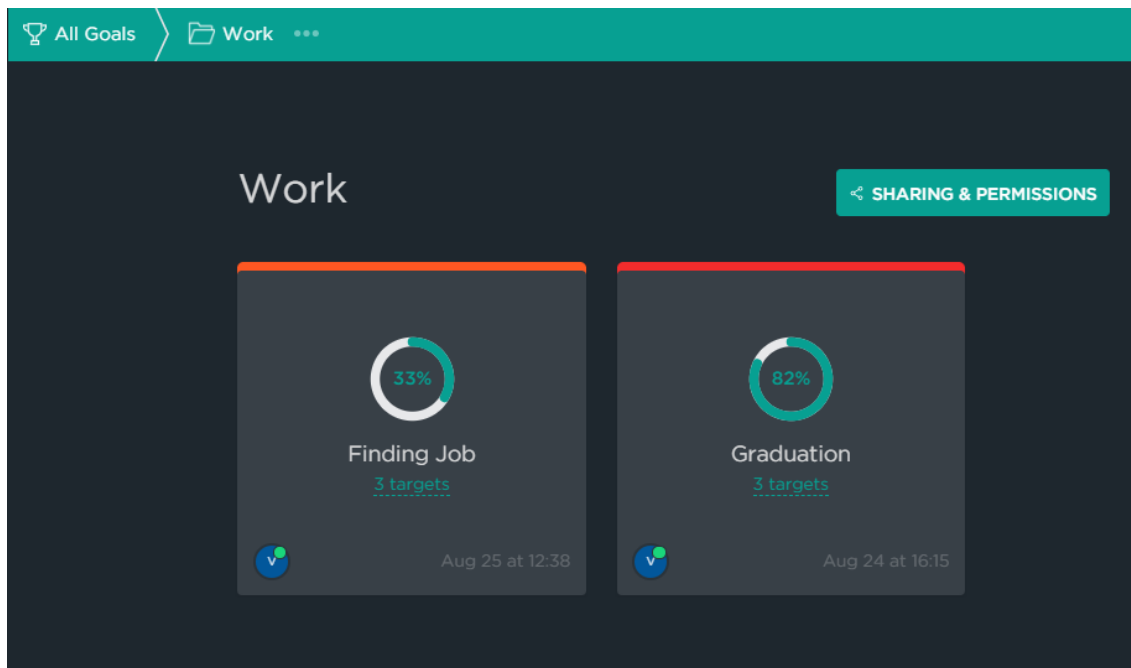 All Goals
Work
Work
SHARING & PERMISSIONS
33%
Finding Job
3 targets
V
Aug 25 at 12:38
82%
Graduation
3 targets
V
Aug 24 at 16:15